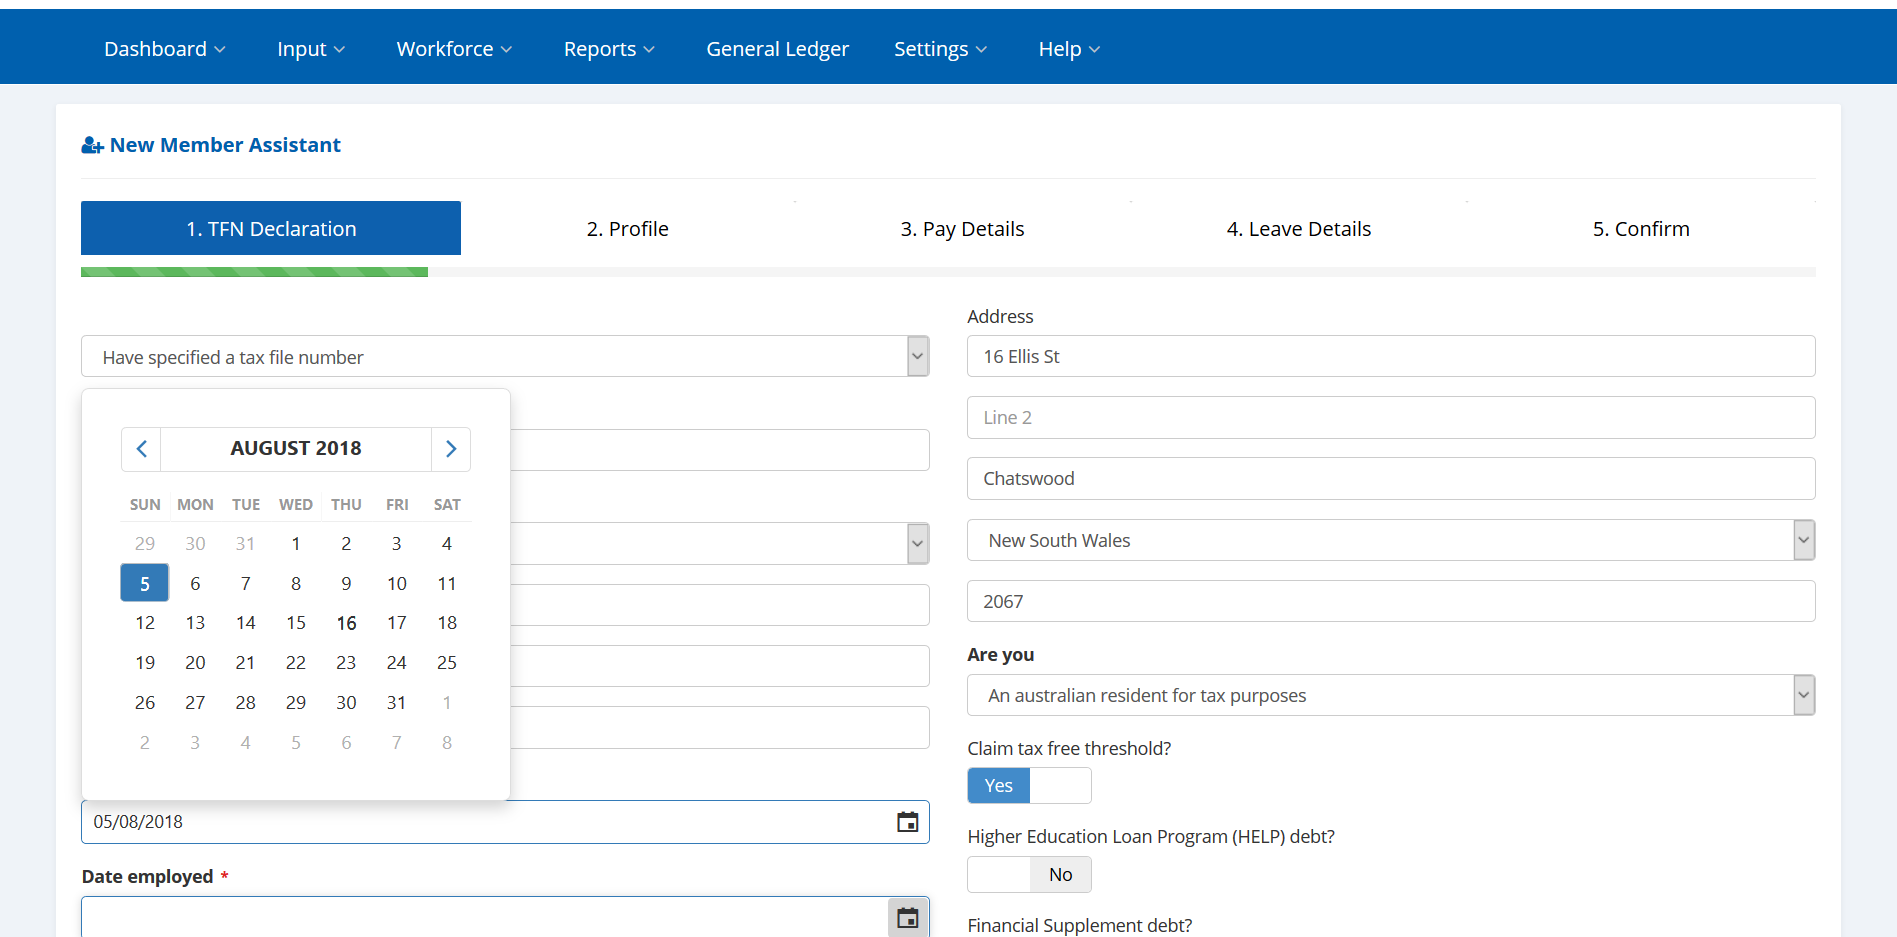 Dashboard Input Workforce Reports General Ledger Settings Help
New Member Assistant
1. TFN Declaration 2. Profile 3. Pay Details 4. Leave Details 5. Confirm
Have specified a tax file number
AUGUST 2018
SUN MON TUE WED THU FRI SAT
29 30 31 1 2 3 4
5 6 7 8 9 10 11
12 13 14 15 16 17 18
19 20 21 22 23 24 25
26 27 28 29 30 31 1
2 3 4 5 6 7 8
05/08/2018
Date employed *
Address
16 Ellis St
Line 2
Chatswood
New South Wales
2067
Are you
An australian resident for tax purposes
Claim tax free threshold?
Yes
Higher Education Loan Program (HELP) debt?
No
Financial Supplement debt?